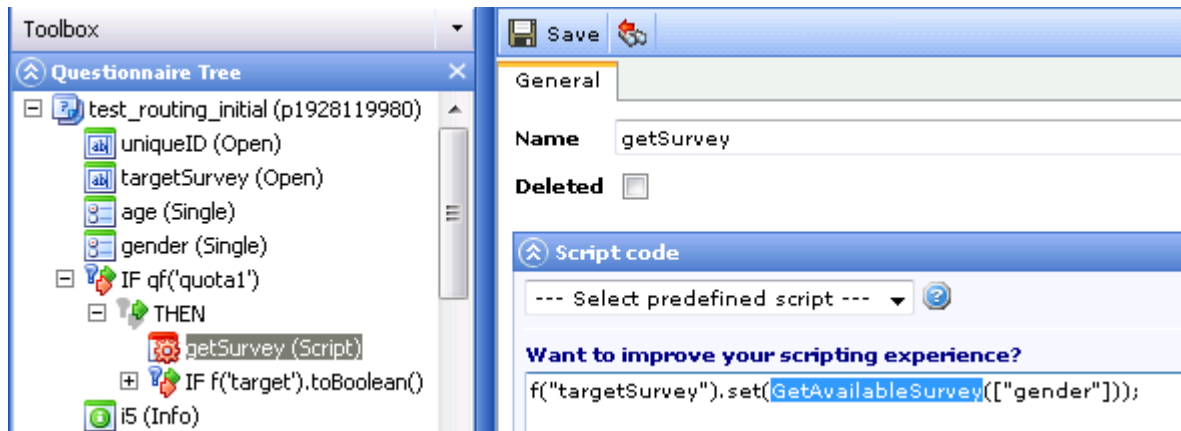 Toolbox
Questionnaire Tree
test_routing_initial (p1928119980)
uniqueID (Open)
targetSurvey (Open)
age (Single)
gender (Single)
IF qf('quota1')
THEN
getSurvey (Script)
IF f('target').toBoolean()
i5 (Info)
Save
General
Name getSurvey
Deleted
Script code
--- Select predefined script ---
Want to improve your scripting experience?
f("targetSurvey").set(GetAvailableSurvey(["gender"]));